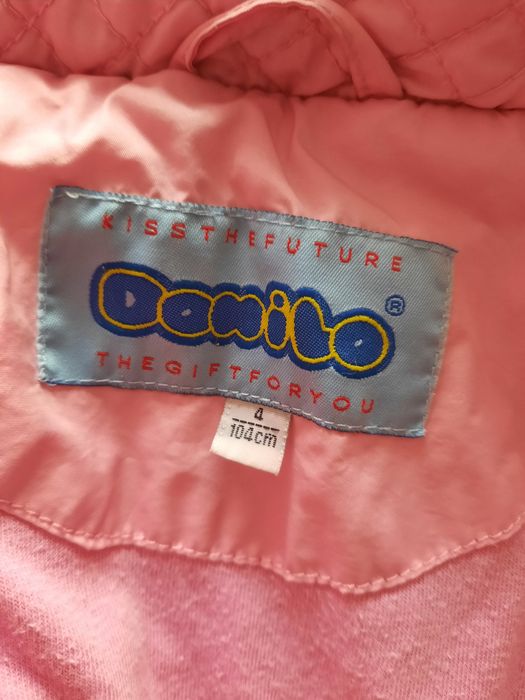 KISSTHEFUTURE
Danilo®
THEGIFTFORYOU
4
104cm